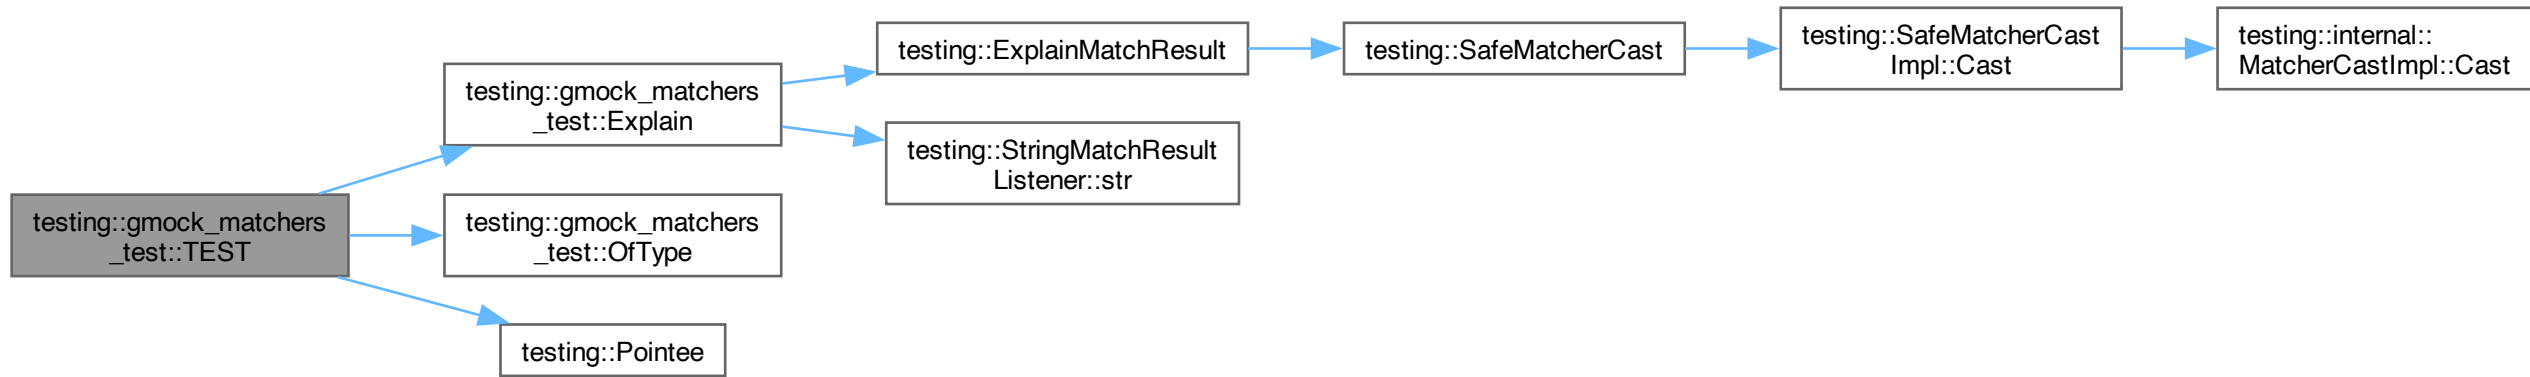 testing::gmock_matchers
_test::TEST
testing::gmock_matchers
_test::Explain
testing::gmock_matchers
_test::OfType
testing::Pointee
testing::ExplainMatchResult
testing::StringMatchResult
Listener::str
testing::SafeMatcherCast
testing::SafeMatcherCast
Impl::Cast
testing::internal::
MatcherCastImpl::Cast